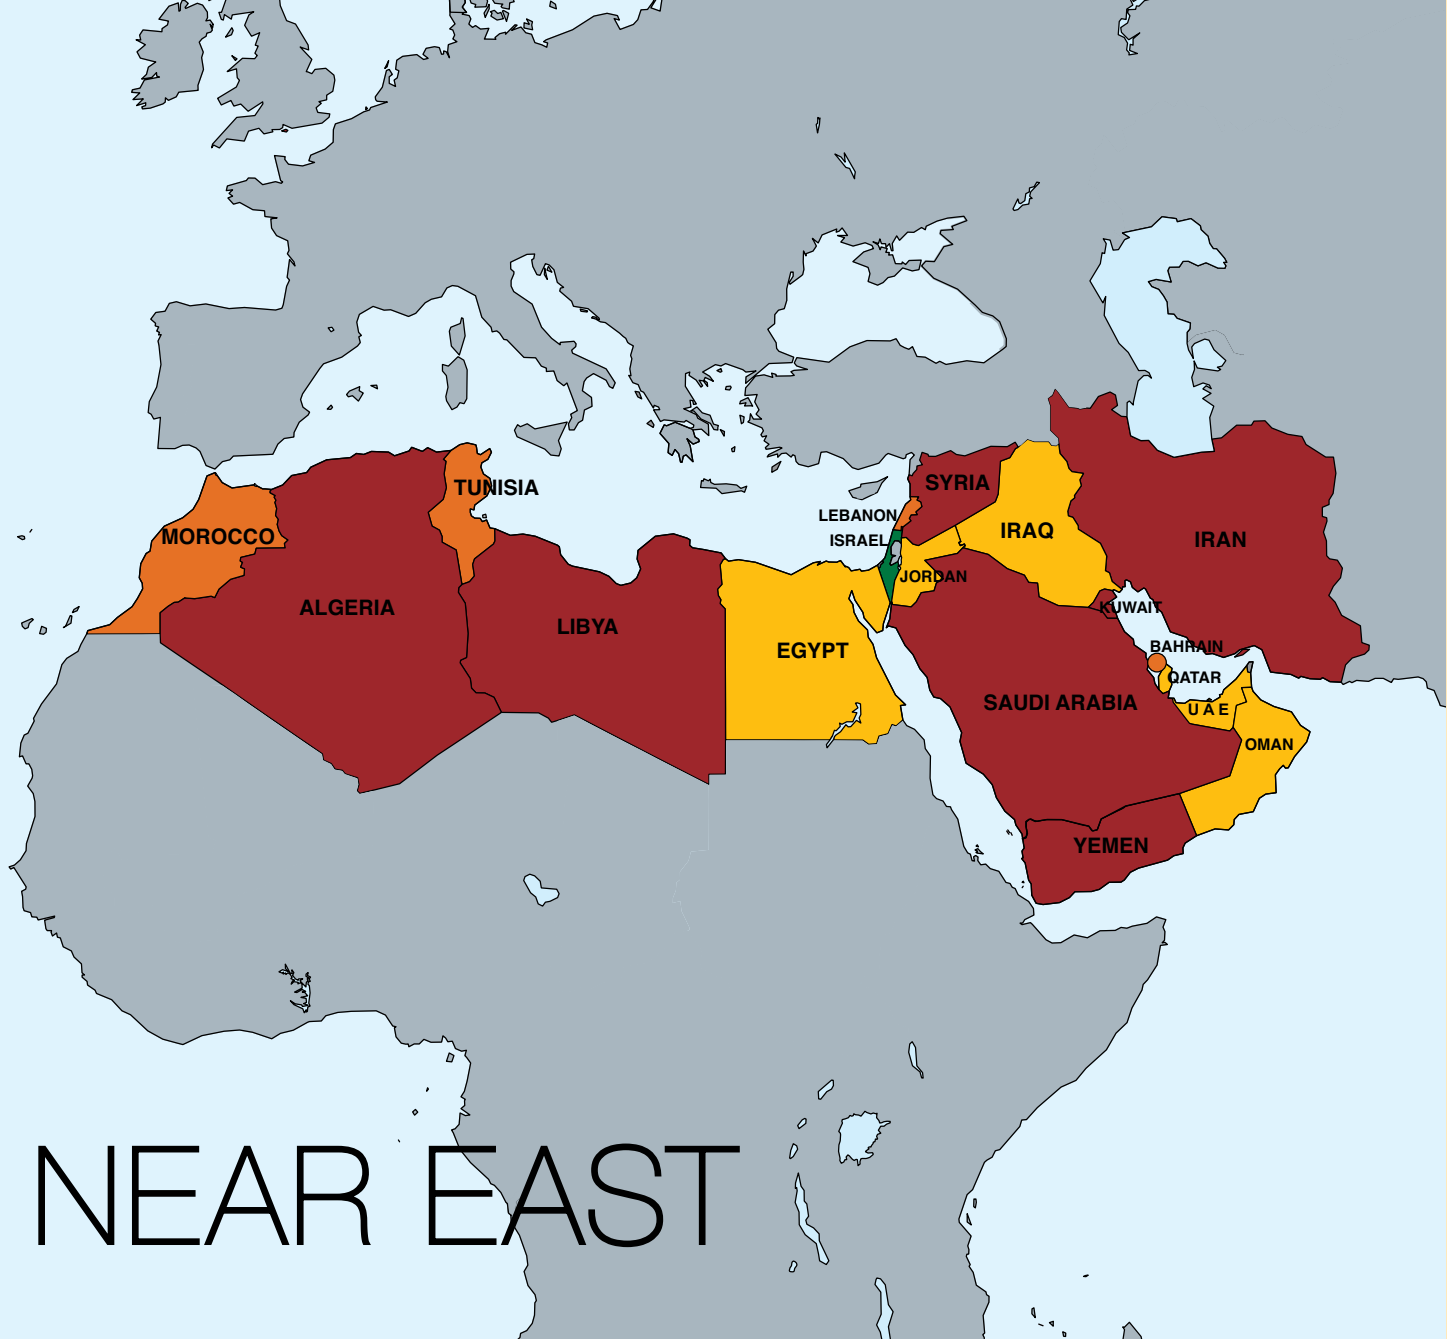 SYRIA
TUNISIA
LEBANON
MOROCCO
IRAQ
ISRAEL
IRAN
JORDAN
ALGERIA
KUWAIT
LIBYA
BAHRAIN
EGYPT
QATAR
SAUDI ARABIA
U A E
OMAN
YEMEN
NEAR EAST